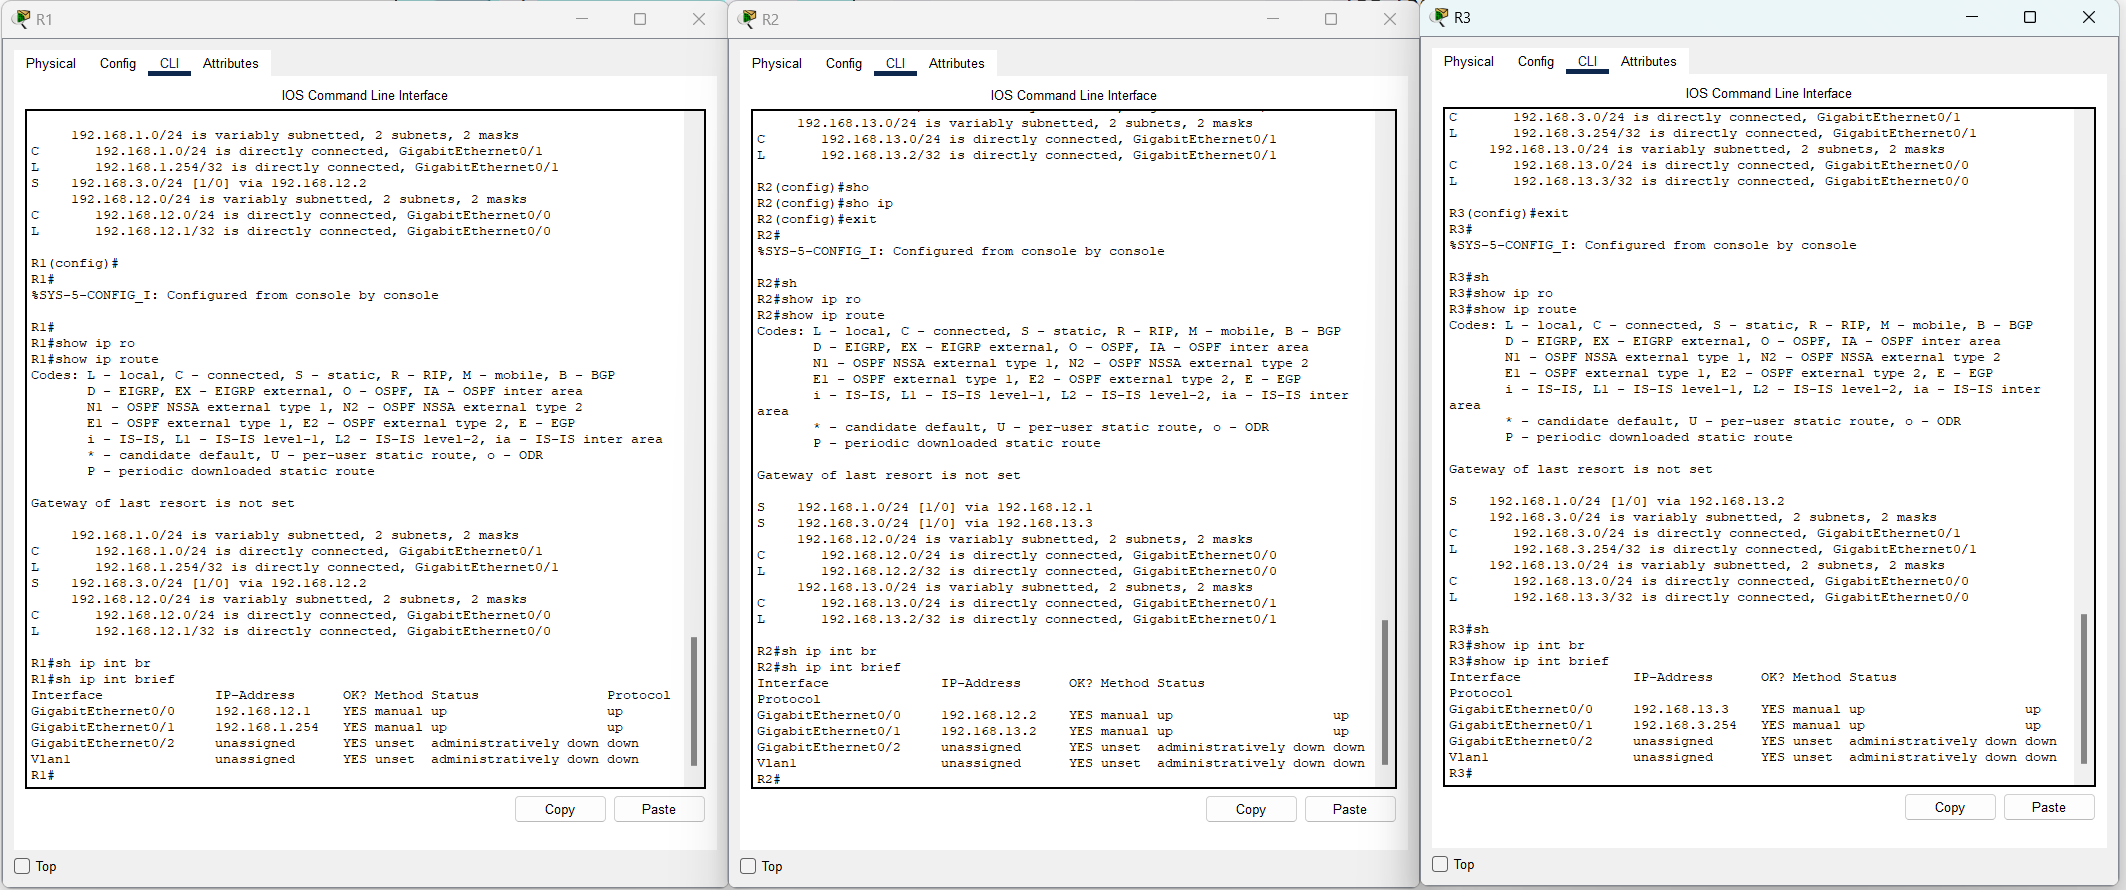 R1
Physical Config CLI Attributes
IOS Command Line Interface
192.168.1.0/24 is variably subnetted, 2 subnets, 2 masks
C 192.168.1.0/24 is directly connected, GigabitEthernet0/1
L 192.168.1.254/32 is directly connected, GigabitEthernet0/1
S 192.168.3.0/24 [1/0] via 192.168.12.2
192.168.12.0/24 is variably subnetted, 2 subnets, 2 masks
C 192.168.12.0/24 is directly connected, GigabitEthernet0/0
L 192.168.12.1/32 is directly connected, GigabitEthernet0/0
R1(config)#
R1#
%SYS-5-CONFIG_I: Configured from console by console
R1#
R1#show ip ro
R1#show ip route
Codes: L - local, C - connected, S - static, R - RIP, M - mobile, B - BGP
D - EIGRP, EX - EIGRP external, O - OSPF, IA - OSPF inter area
N1 - OSPF NSSA external type 1, N2 - OSPF NSSA external type 2
E1 - OSPF external type 1, E2 - OSPF external type 2, E - EGP
i - IS-IS, L1 - IS-IS level-1, L2 - IS-IS level-2, ia - IS-IS inter area
* - candidate default, U - per-user static route, o - ODR
P - periodic downloaded static route
Gateway of last resort is not set
192.168.1.0/24 is variably subnetted, 2 subnets, 2 masks
C 192.168.1.0/24 is directly connected, GigabitEthernet0/1
L 192.168.1.254/32 is directly connected, GigabitEthernet0/1
S 192.168.3.0/24 [1/0] via 192.168.12.2
192.168.12.0/24 is variably subnetted, 2 subnets, 2 masks
C 192.168.12.0/24 is directly connected, GigabitEthernet0/0
L 192.168.12.1/32 is directly connected, GigabitEthernet0/0
R1#sh ip int br
R1#sh ip int brief
Interface IP-Address OK? Method Status Protocol
GigabitEthernet0/0 192.168.12.1 YES manual up up
GigabitEthernet0/1 192.168.1.254 YES manual up up
GigabitEthernet0/2 unassigned YES unset administratively down down
Vlan1 unassigned YES unset administratively down down
R1#
Copy Paste
Top
R2
Physical Config CLI Attributes
IOS Command Line Interface
192.168.13.0/24 is variably subnetted, 2 subnets, 2 masks
C 192.168.13.0/24 is directly connected, GigabitEthernet0/1
L 192.168.13.2/32 is directly connected, GigabitEthernet0/1
R2(config)#sho
R2(config)#sho ip
R2(config)#exit
R2#
%SYS-5-CONFIG_I: Configured from console by console
R2#sh
R2#show ip ro
R2#show ip route
Codes: L - local, C - connected, S - static, R - RIP, M - mobile, B - BGP
D - EIGRP, EX - EIGRP external, O - OSPF, IA - OSPF inter area
N1 - OSPF NSSA external type 1, N2 - OSPF NSSA external type 2
E1 - OSPF external type 1, E2 - OSPF external type 2, E - EGP
i - IS-IS, L1 - IS-IS level-1, L2 - IS-IS level-2, ia - IS-IS inter
area
* - candidate default, U - per-user static route, o - ODR
P - periodic downloaded static route
Gateway of last resort is not set
S 192.168.1.0/24 [1/0] via 192.168.12.1
S 192.168.3.0/24 [1/0] via 192.168.13.3
192.168.12.0/24 is variably subnetted, 2 subnets, 2 masks
C 192.168.12.0/24 is directly connected, GigabitEthernet0/0
L 192.168.12.2/32 is directly connected, GigabitEthernet0/0
192.168.13.0/24 is variably subnetted, 2 subnets, 2 masks
C 192.168.13.0/24 is directly connected, GigabitEthernet0/1
L 192.168.13.2/32 is directly connected, GigabitEthernet0/1
R2#sh ip int br
R2#sh ip int brief
Interface IP-Address OK? Method Status
Protocol
GigabitEthernet0/0 192.168.12.2 YES manual up up
GigabitEthernet0/1 192.168.13.2 YES manual up up
GigabitEthernet0/2 unassigned YES unset administratively down down
Vlan1 unassigned YES unset administratively down down
R2#
Copy Paste
Top
R3
Physical Config CLI Attributes
IOS Command Line Interface
C 192.168.3.0/24 is directly connected, GigabitEthernet0/1
L 192.168.3.254/32 is directly connected, GigabitEthernet0/1
192.168.13.0/24 is variably subnetted, 2 subnets, 2 masks
C 192.168.13.0/24 is directly connected, GigabitEthernet0/0
L 192.168.13.3/32 is directly connected, GigabitEthernet0/0
R3(config)#exit
R3#
%SYS-5-CONFIG_I: Configured from console by console
R3#sh
R3#show ip ro
R3#show ip route
Codes: L - local, C - connected, S - static, R - RIP, M - mobile, B - BGP
D - EIGRP, EX - EIGRP external, O - OSPF, IA - OSPF inter area
N1 - OSPF NSSA external type 1, N2 - OSPF NSSA external type 2
E1 - OSPF external type 1, E2 - OSPF external type 2, E - EGP
i - IS-IS, L1 - IS-IS level-1, L2 - IS-IS level-2, ia - IS-IS inter
area
* - candidate default, U - per-user static route, o - ODR
P - periodic downloaded static route
Gateway of last resort is not set
S 192.168.1.0/24 [1/0] via 192.168.13.2
192.168.3.0/24 is variably subnetted, 2 subnets, 2 masks
C 192.168.3.0/24 is directly connected, GigabitEthernet0/1
L 192.168.3.254/32 is directly connected, GigabitEthernet0/1
192.168.13.0/24 is variably subnetted, 2 subnets, 2 masks
C 192.168.13.0/24 is directly connected, GigabitEthernet0/0
L 192.168.13.3/32 is directly connected, GigabitEthernet0/0
R3#sh
R3#show ip int br
R3#show ip int brief
Interface IP-Address OK? Method Status
Protocol
GigabitEthernet0/0 192.168.13.3 YES manual up up
GigabitEthernet0/1 192.168.3.254 YES manual up up
GigabitEthernet0/2 unassigned YES unset administratively down down
Vlan1 unassigned YES unset administratively down down
R3#
Copy Paste
Top